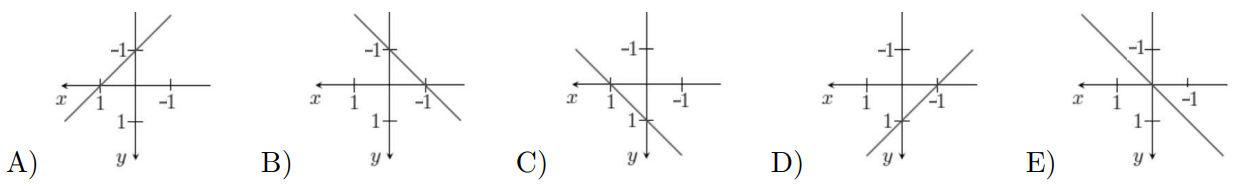 A) -1 x 1 -1 1 y
B) -1 x 1 -1 1 y
C) -1 x 1 -1 1 y
D) -1 x 1 -1 1 y
E) -1 x 1 -1 1 y